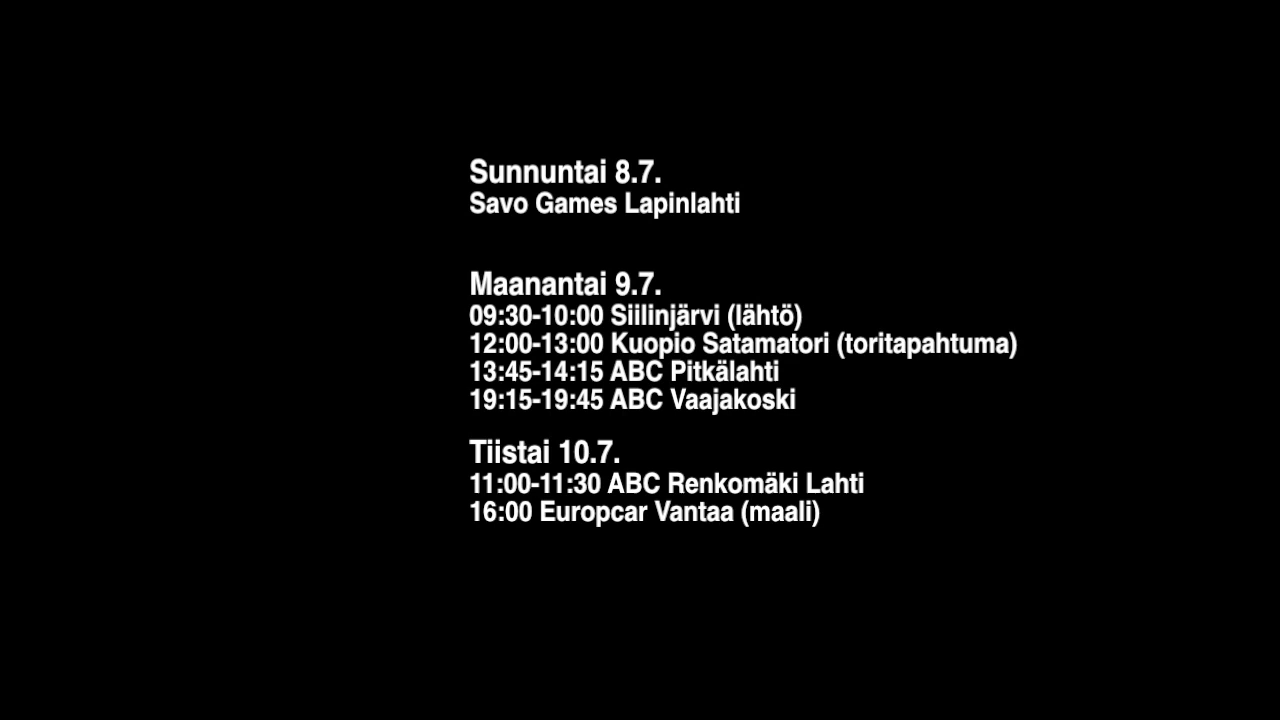 Sunnuntai 8.7.
Savo Games Lapinlahti
Maanantai 9.7.
09:30-10:00 Siilinjärvi (lähtö)
12:00-13:00 Kuopio Satamatori (toritapahtuma)
13:45-14:15 ABC Pitkälahti
19:15-19:45 ABC Vaajakoski
Tiistai 10.7.
11:00-11:30 ABC Renkomäki Lahti
16:00 Europcar Vantaa (maali)